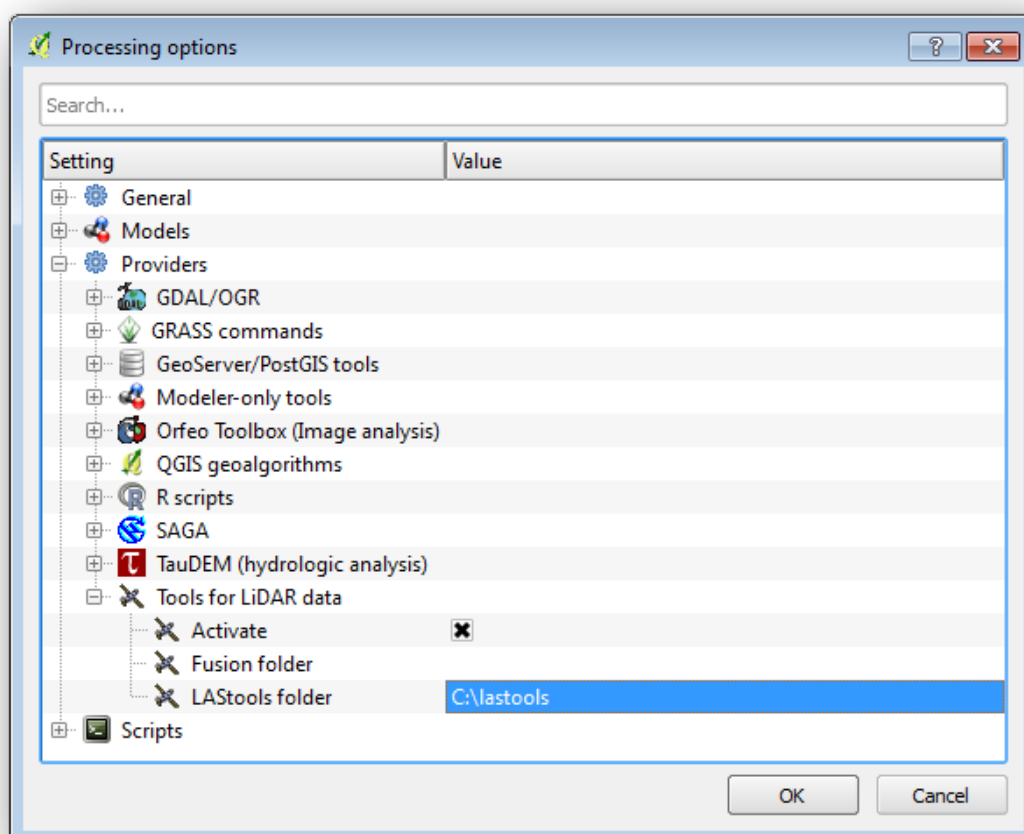 Processing options
Search...
Setting Value
General
Models
Providers
GDAL/OGR
GRASS commands
GeoServer/PostGIS tools
Modeler-only tools
Orfeo Toolbox (Image analysis)
QGIS geoalgorithms
R scripts
SAGA
TauDEM (hydrologic analysis)
Tools for LiDAR data
Activate
Fusion folder
LAStools folder C:\lastools
Scripts
OK Cancel